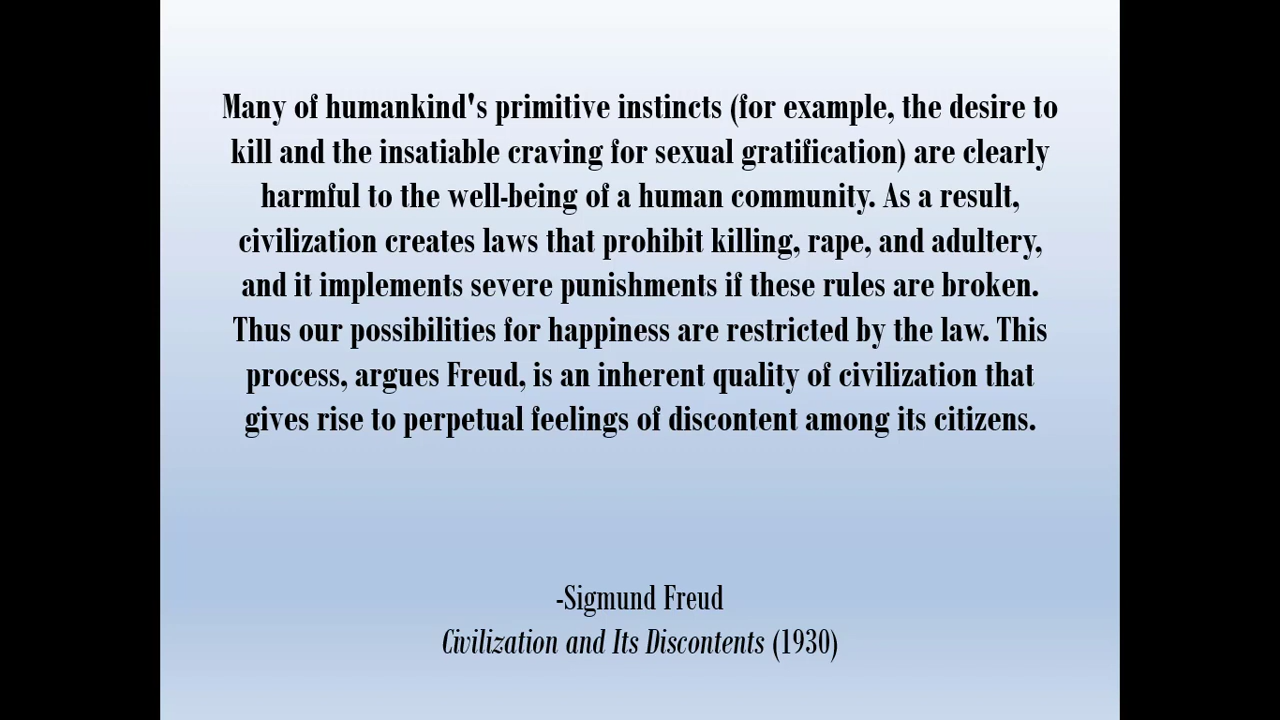 Many of humankind's primitive instincts (for example, the desire to
kill and the insatiable craving for sexual gratification) are clearly
harmful to the well-being of a human community. As a result,
civilization creates laws that prohibit killing, rape, and adultery,
and it implements severe punishments if these rules are broken.
Thus our possibilities for happiness are restricted by the law. This
process, argues Freud, is an inherent quality of civilization that
gives rise to perpetual feelings of discontent among its citizens.
-Sigmund Freud
Civilization and Its Discontents (1930)